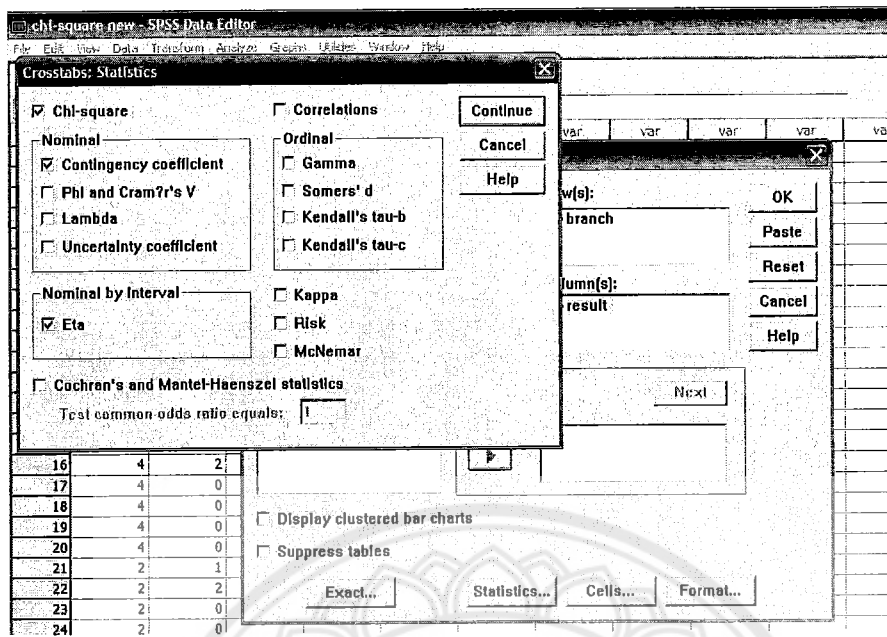 chi-square new - SPSS Data Editor
File Edit View Data Transform Analyze Graphs Utilities Window Help
Crosstabs: Statistics
Chi-square
Correlations
Continue
Cancel
Help
Nominal
Contingency coefficient
Phi and Cram?r's V
Lambda
Uncertainty coefficient
Ordinal
Gamma
Somers' d
Kendall's tau-b
Kendall's tau-c
Nominal by Interval
Eta
Kappa
Risk
McNemar
Cochran's and Mantel-Haenszel statistics
Test common odds ratio equals: 1
var var var var va
w(s):
branch
lumn(s):
result
OK
Paste
Reset
Cancel
Help
Next
16 4 2
17 4 0
18 4 0
19 4 0
20 4 0
21 2 1
22 2 2
23 2 0
24 2 0
Display clustered bar charts
Suppress tables
Exact... Statistics... Cells... Format...